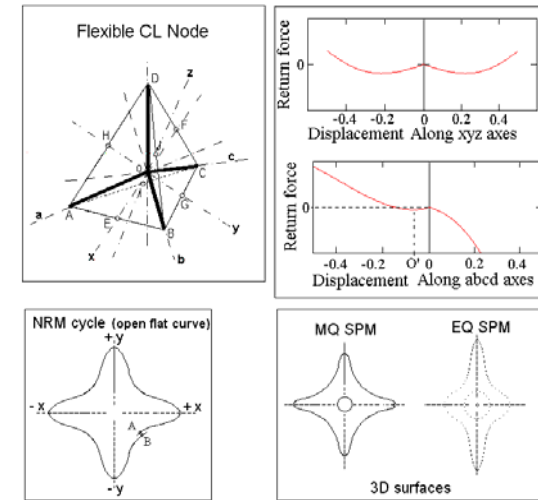 Flexible CL Node
D
z
H
F
J
o
C
c
I
G
a
A
E
B
y
x
b
Return force
0
-0.4
-0.2
0
0.2
0.4
Displacement Along xyz axes
Return force
0
-0.4
-0.2
O'
0
0.2
0.4
Displacement Along abcd axes
NRM cycle (open flat curve)
+y
- x
+ x
A
B
- y
MQ SPM EQ SPM
3D surfaces